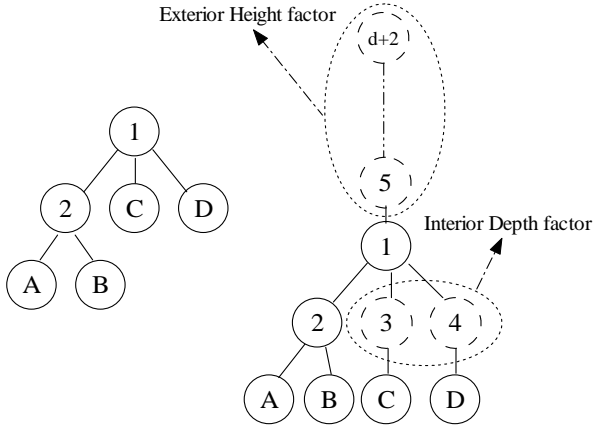 Exterior Height factor
d+2
1
5
2
C
D
Interior Depth factor
1
A
B
2
3
4
A
B
C
D